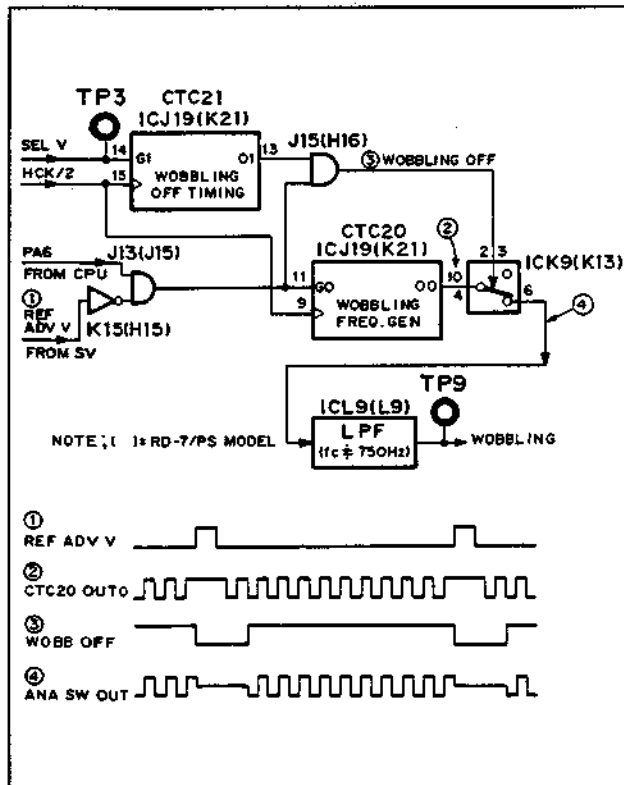 TP3
CTC21
ICJ19(K21)
SEL V
14
G1
O1
13
J15(H16)
HCK/2
15
WOBBLING
OFF TIMING
③ WOBBLING OFF
CTC20
ICJ19(K21)
②
2
3
ICK9(K13)
PA6
FROM CPU
J13(J15)
11
GO
OO
10
4
O
6
①
REF
ADV V
FROM SV
K15(H15)
9
WOBBLING
FREQ.GEN
④
TP9
ICL9(L9)
NOTE;( )=RD-7/PS MODEL
LPF
(fc≑750Hz)
WOBBLING
①
REF ADV V
②
CTC20 OUTO
③
WOBB OFF
④
ANA SW OUT